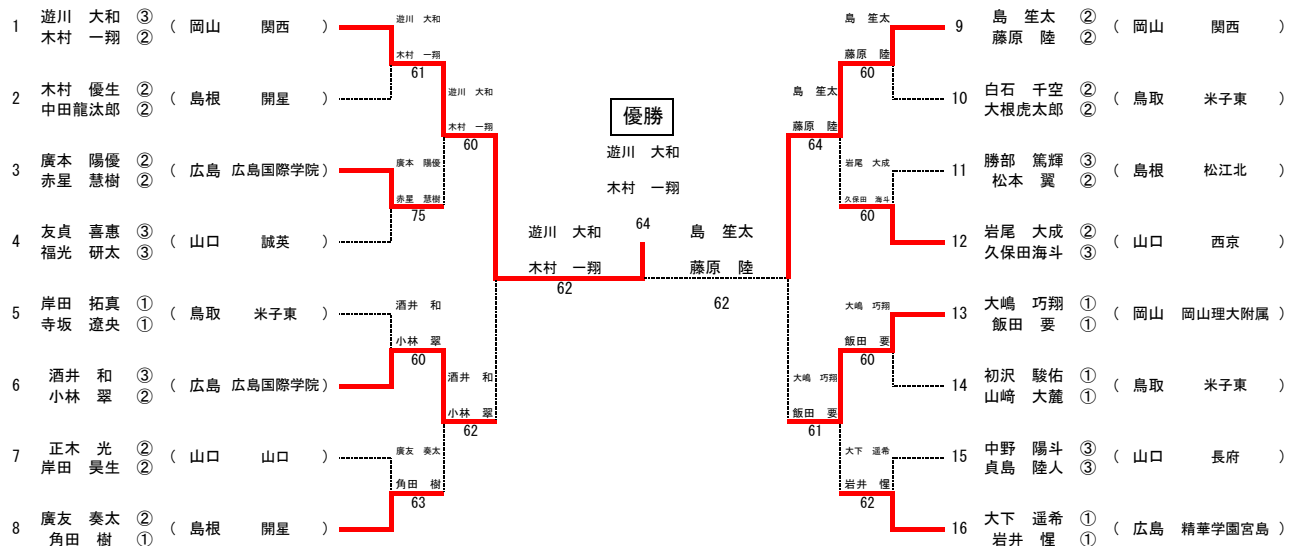 1 遊川 大和 ③ ( 岡山 関西 )
木村 一翔 ②
2 木村 優生 ② ( 島根 開星 )
中田龍汰郎 ②
3 廣本 陽優 ② ( 広島 広島国際学院 )
赤星 慧樹 ②
4 友貞 喜惠 ③ ( 山口 誠英 )
福光 研太 ③
5 岸田 拓真 ① ( 鳥取 米子東 )
寺坂 遼央 ①
6 酒井 和 ③ ( 広島 広島国際学院 )
小林 翠 ②
7 正木 光 ② ( 山口 山口 )
岸田 昊生 ②
8 廣友 奏太 ② ( 島根 開星 )
角田 樹 ①
遊川 大和
木村 一翔
61
廣本 陽優
赤星 慧樹
75
酒井 和
小林 翠
60
廣友 奏太
角田 樹
63
遊川 大和
木村 一翔
60
酒井 和
小林 翠
62
遊川 大和
木村 一翔
62
優勝
遊川 大和
木村 一翔
64
島 笙太
藤原 陸
62
島 笙太
藤原 陸
64
大嶋 巧翔
飯田 要
61
島 笙太
藤原 陸
60
岩尾 大成
久保田 海斗
60
大嶋 巧翔
飯田 要
60
大下 遥希
岩井 惺
62
9 島 笙太 ② ( 岡山 関西 )
藤原 陸 ②
10 白石 千空 ② ( 鳥取 米子東 )
大根虎太郎 ②
11 勝部 篤輝 ③ ( 島根 松江北 )
松本 翼 ②
12 岩尾 大成 ② ( 山口 西京 )
久保田海斗 ③
13 大嶋 巧翔 ① ( 岡山 岡山理大附属 )
飯田 要 ①
14 初沢 駿佑 ① ( 鳥取 米子東 )
山﨑 大麓 ①
15 中野 陽斗 ③ ( 山口 長府 )
貞島 陸人 ③
16 大下 遥希 ① ( 広島 精華学園宮島 )
岩井 惺 ①